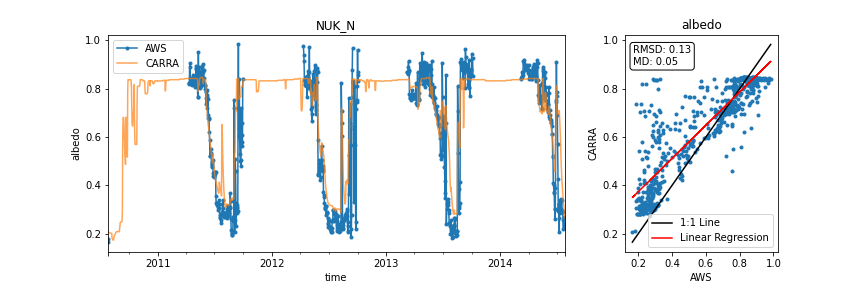 NUK_N
AWS
CARRA
albedo
1.0
0.8
0.6
0.4
0.2
2011
2012
2013
2014
time
albedo
RMSD: 0.13
MD: 0.05
CARRA
1.0
0.8
0.6
0.4
0.2
1:1 Line
Linear Regression
0.2
0.4
0.6
0.8
1.0
AWS